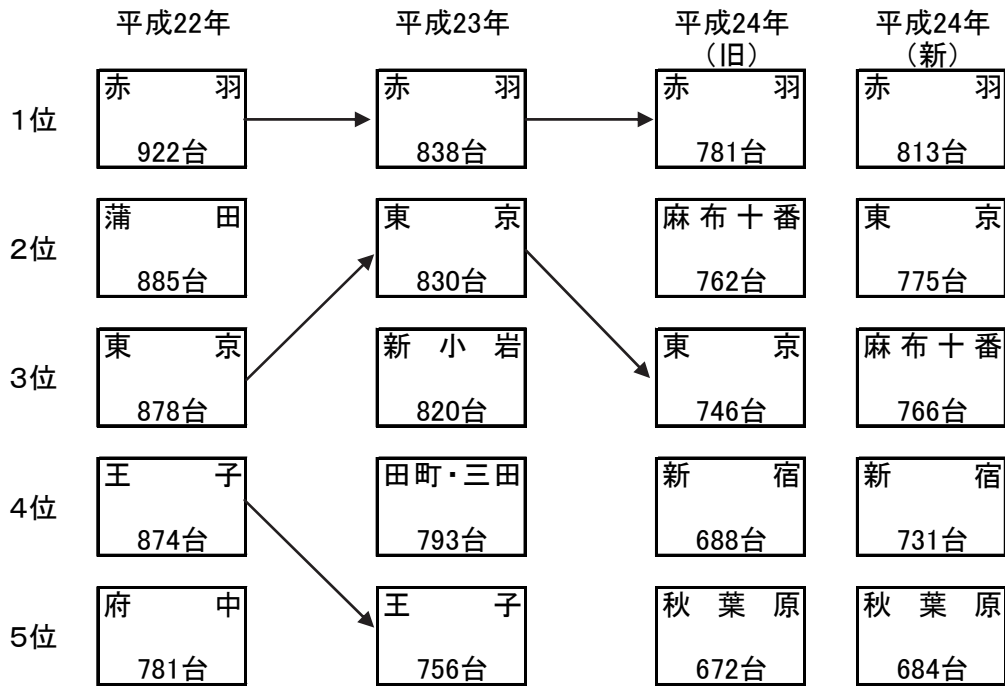 平成22年 平成23年 平成24年 平成24年
（旧） （新）
1位 赤羽 赤羽 赤羽 赤羽
922台 838台 781台 813台
2位 蒲田 東京 麻布十番 東京
885台 830台 762台 775台
3位 東京 新小岩 東京 麻布十番
878台 820台 746台 766台
4位 王子 田町・三田 新宿 新宿
874台 793台 688台 731台
5位 府中 王子 秋葉原 秋葉原
781台 756台 672台 684台